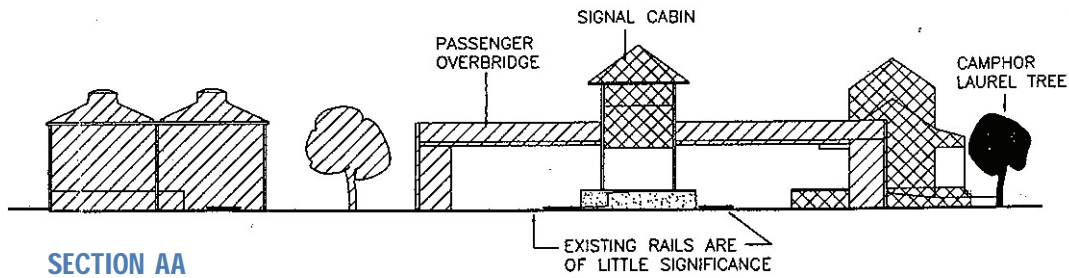 SIGNAL CABIN
PASSENGER
OVERBRIDGE
CAMPHOR
LAUREL TREE
EXISTING RAILS ARE
OF LITTLE SIGNIFICANCE
SECTION AA